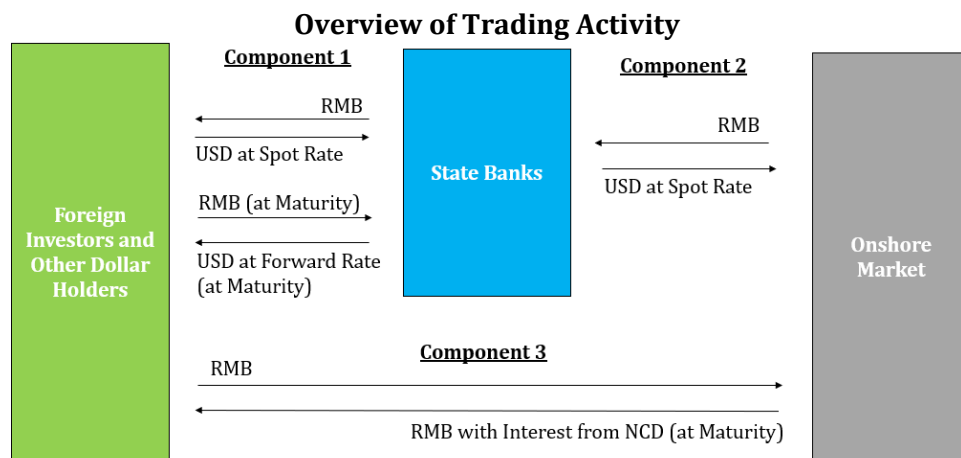 Overview of Trading Activity
Component 1
RMB
USD at Spot Rate
RMB (at Maturity)
USD at Forward Rate
(at Maturity)
Foreign
Investors and
Other Dollar
Holders
State Banks
Component 2
RMB
USD at Spot Rate
Onshore
Market
Component 3
RMB
RMB with Interest from NCD (at Maturity)